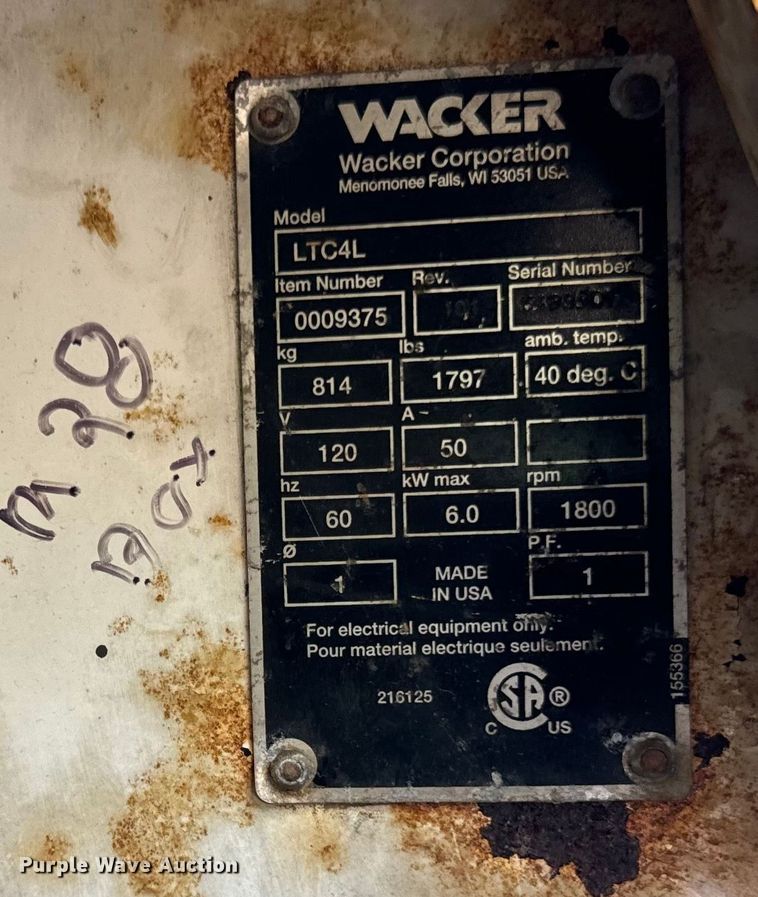 WACKER
Wacker Corporation
Menomonee Falls, WI 53051 USA
Model
LTC4L
Item Number Rev. Serial Number
0009375
kg lbs amb. temp.
814 1797 40 deg. C
V A~
120 50
hz kW max rpm
60 6.0 1800
Ø P.F.
1 MADE IN USA 1
For electrical equipment only.
Pour material electrique seulement.
216125
C SA ® US
155366
Purple Wave Auction